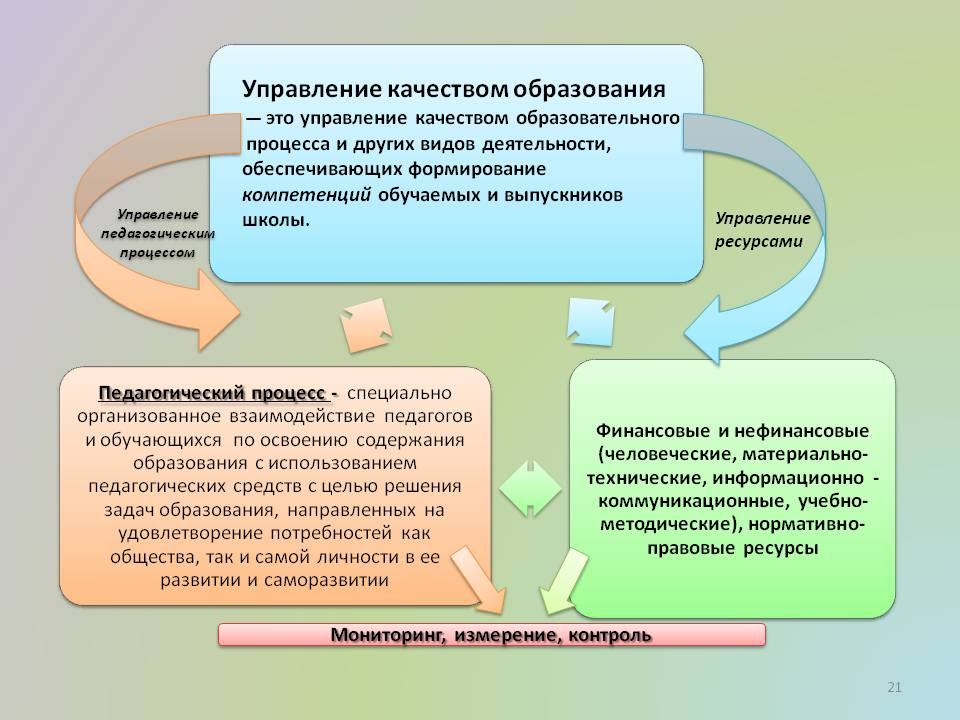 Управление качеством образования
— это управление качеством образовательного
процесса и других видов деятельности,
обеспечивающих формирование
компетенций обучаемых и выпускников
школы.
Управление
педагогическим
процессом
Управление
ресурсами
Педагогический процесс - специально
организованное взаимодействие педагогов
и обучающихся по освоению содержания
образования с использованием
педагогических средств с целью решения
задач образования, направленных на
удовлетворение потребностей как
общества, так и самой личности в ее
развитии и саморазвитии
Финансовые и нефинансовые
(человеческие, материально-
технические, информационно -
коммуникационные, учебно-
методические), нормативно-
правовые ресурсы
Мониторинг, измерение, контроль
21